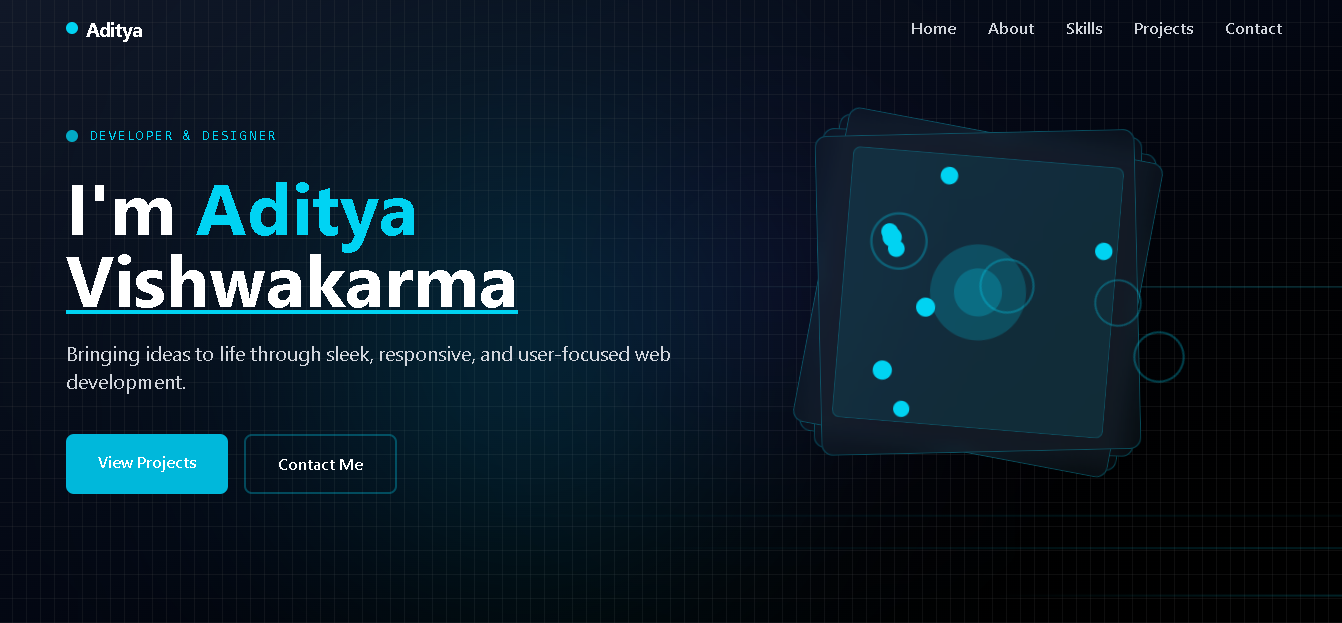 Aditya
Home About Skills Projects Contact
DEVELOPER & DESIGNER
I'm Aditya
Vishwakarma
Bringing ideas to life through sleek, responsive, and user-focused web
development.
View Projects
Contact Me